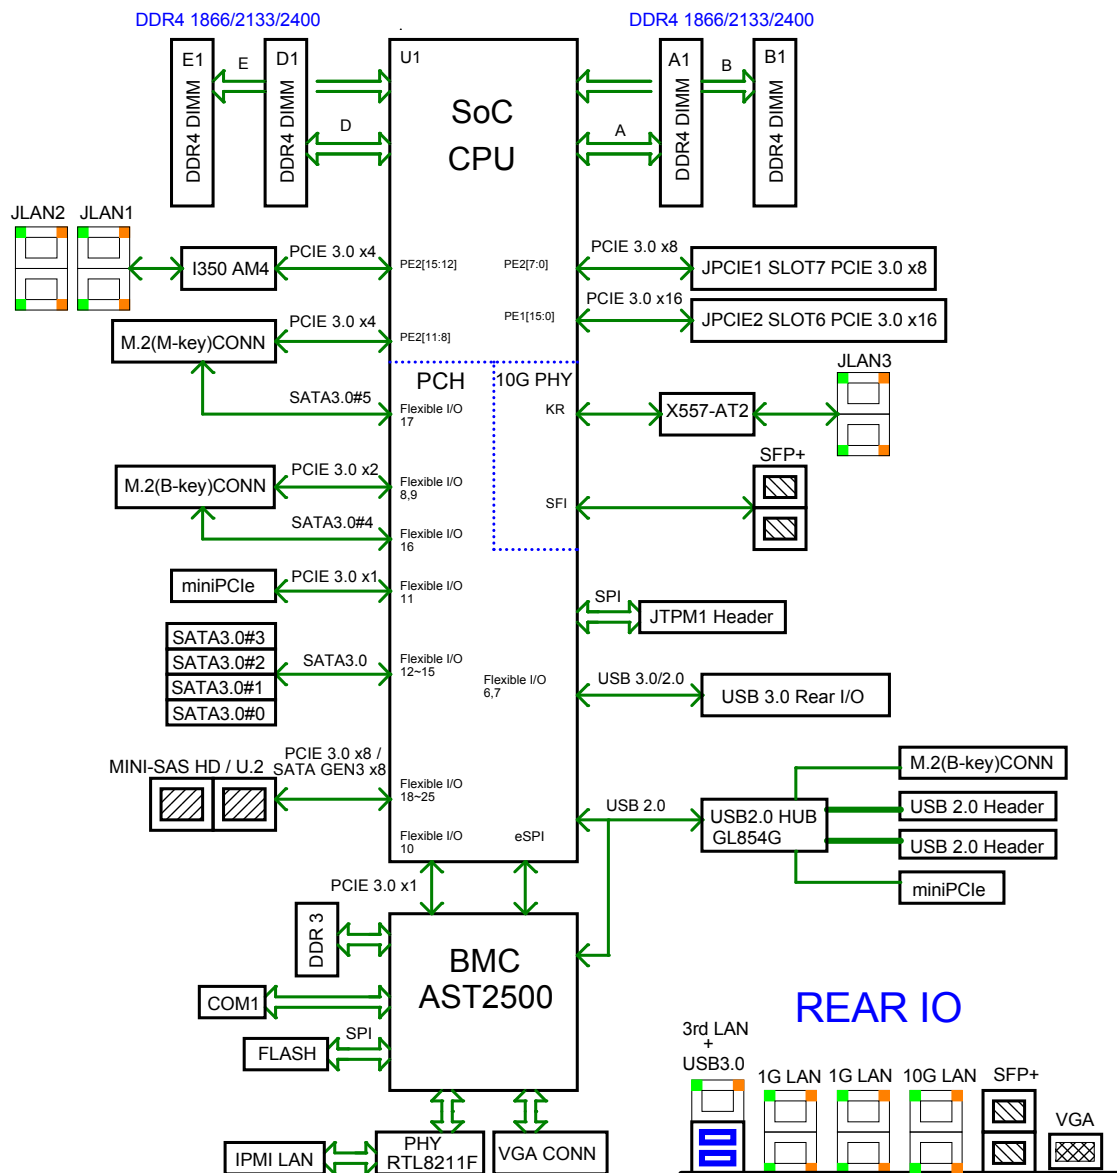 DDR4 1866/2133/2400
DDR4 1866/2133/2400
E1
DDR4 DIMM
E
D1
DDR4 DIMM
D
U1
SoC
CPU
A1
DDR4 DIMM
A
B
B1
DDR4 DIMM
JLAN2
JLAN1
I350 AM4
PCIE 3.0 x4
PE2[15:12]
PE2[7:0]
PCIE 3.0 x8
JPCIE1 SLOT7 PCIE 3.0 x8
PCIE 3.0 x16
PE1[15:0]
JPCIE2 SLOT6 PCIE 3.0 x16
M.2(M-key)CONN
PCIE 3.0 x4
PE2[11:8]
SATA3.0#5
PCH
Flexible I/O
17
10G PHY
KR
X557-AT2
JLAN3
SFP+
SFI
M.2(B-key)CONN
PCIE 3.0 x2
Flexible I/O
8,9
SATA3.0#4
Flexible I/O
16
miniPCIe
PCIE 3.0 x1
Flexible I/O
11
SPI
JTPM1 Header
SATA3.0#3
SATA3.0#2
SATA3.0#1
SATA3.0#0
SATA3.0
Flexible I/O
12~15
Flexible I/O
6,7
USB 3.0/2.0
USB 3.0 Rear I/O
MINI-SAS HD / U.2
PCIE 3.0 x8 /
SATA GEN3 x8
Flexible I/O
18~25
Flexible I/O
10
eSPI
USB 2.0
USB2.0 HUB
GL854G
M.2(B-key)CONN
USB 2.0 Header
USB 2.0 Header
miniPCIe
PCIE 3.0 x1
DDR 3
BMC
AST2500
COM1
SPI
FLASH
IPMI LAN
PHY
RTL8211F
VGA CONN
REAR IO
3rd LAN
+
USB3.0
1G LAN
1G LAN
10G LAN
SFP+
VGA